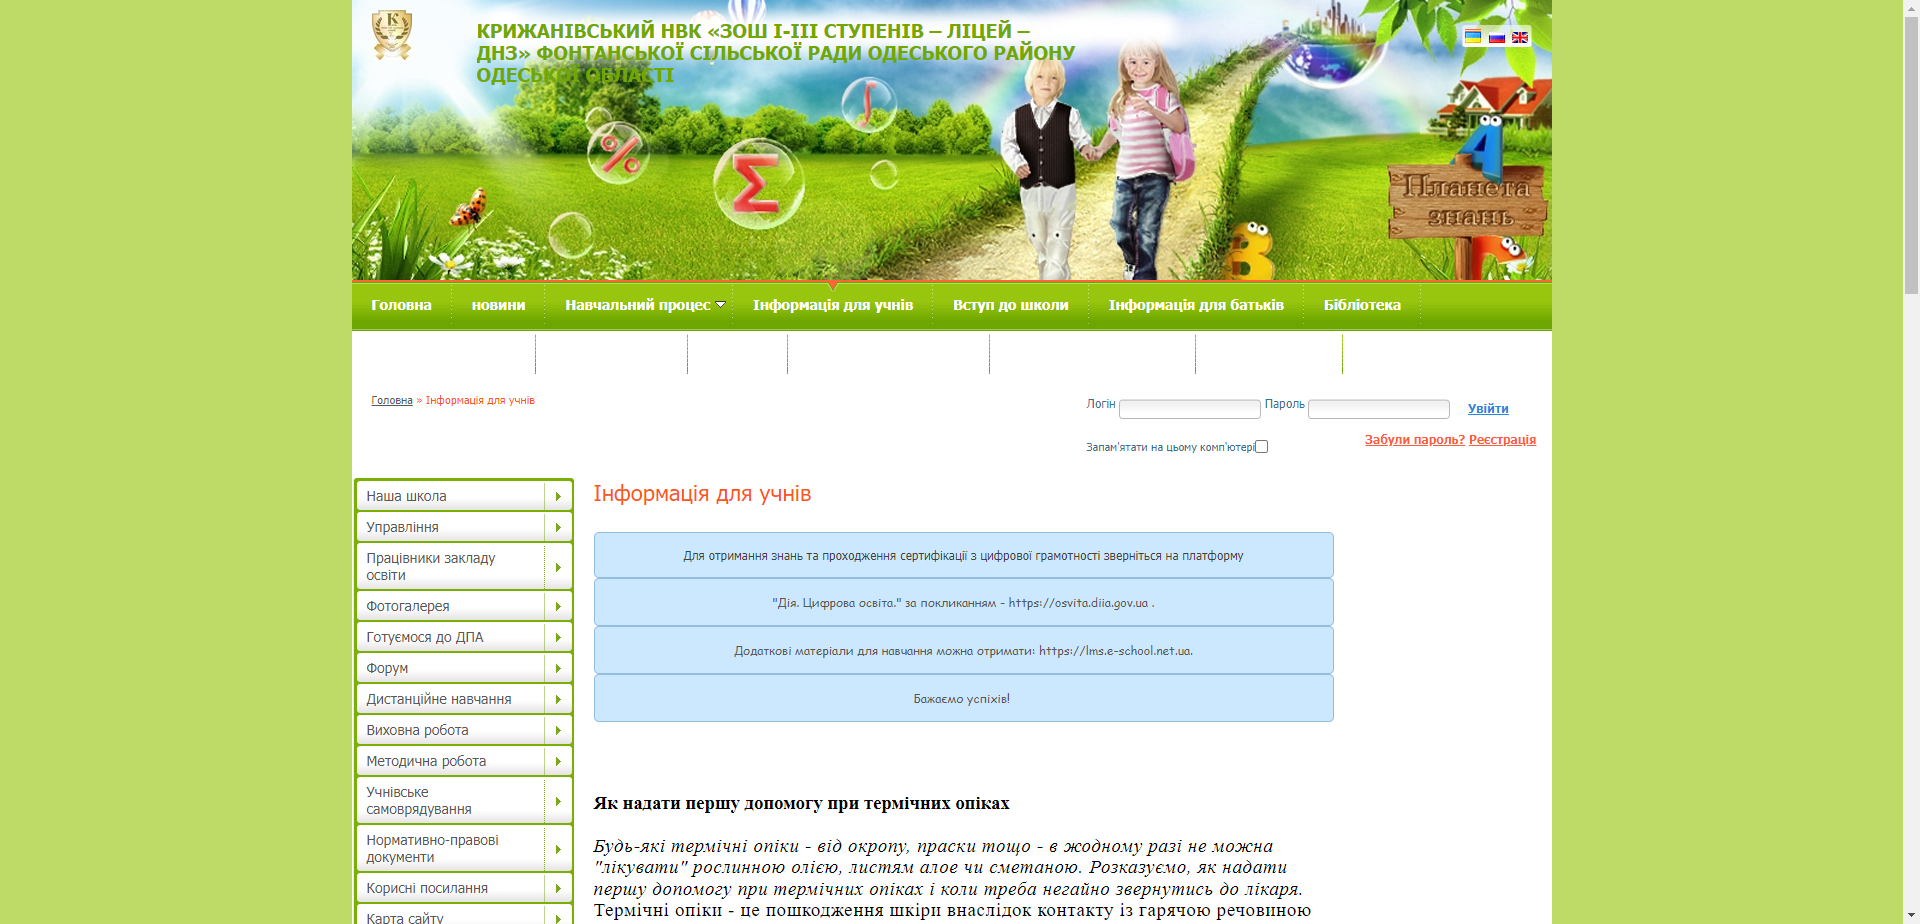 КРИЖАНІВСЬКИЙ НВК «ЗОШ І-ІІІ СТУПЕНІВ – ЛІЦЕЙ –
ДНЗ» ФОНТАНСЬКОЇ СІЛЬСЬКОЇ РАДИ ОДЕСЬКОГО РАЙОНУ
ОДЕСЬКОЇ ОБЛАСТІ
Планета
знань
Головна
новини
Навчальний процес
Інформація для учнів
Вступ до школи
Інформація для батьків
Бібліотека
Головна » Інформація для учнів
Логін
Пароль
Увійти
Запам'ятати на цьому комп'ютері
Забули пароль? Реєстрація
Наша школа
Управління
Працівники закладу
освіти
Фотогалерея
Готуємося до ДПА
Форум
Дистанційне навчання
Виховна робота
Методична робота
Учнівське
самоврядування
Нормативно-правові
документи
Корисні посилання
Карта сайту
Інформація для учнів
Для отримання знань та проходження сертифікації з цифрової грамотності зверніться на платформу
"Дія. Цифрова освіта." за покликанням - https://osvita.diia.gov.ua .
Додаткові матеріали для навчання можна отримати: https://lms.e-school.net.ua.
Бажаємо успіхів!
Як надати першу допомогу при термічних опіках
Будь-які термічні опіки - від окропу, праски тощо - в жодному разі не можна
"лікувати" рослинною олією, листям алое чи сметаною. Розказуємо, як надати
першу допомогу при термічних опіках і коли треба негайно звернутись до лікаря.
Термічні опіки - це пошкодження шкіри внаслідок контакту із гарячою речовиною